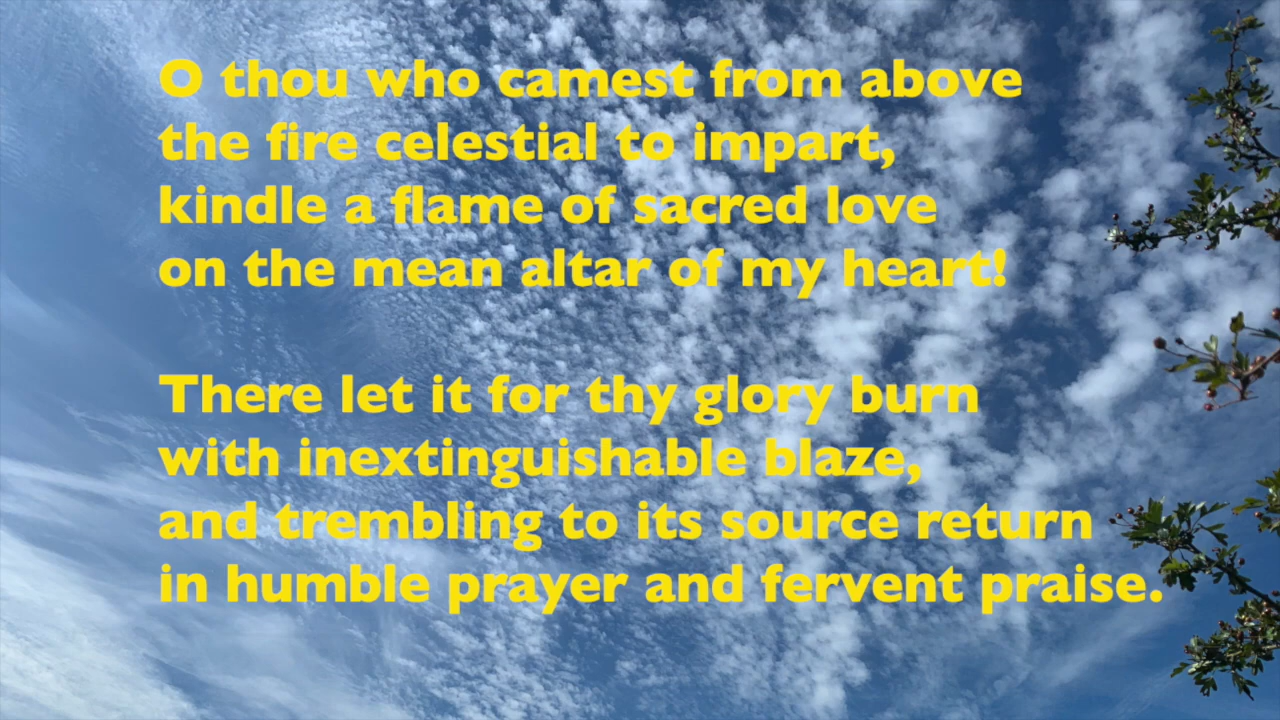 O thou who camest from above
the fire celestial to impart,
kindle a flame of sacred love
on the mean altar of my heart!
There let it for thy glory burn
with inextinguishable blaze,
and trembling to its source return
in humble prayer and fervent praise.